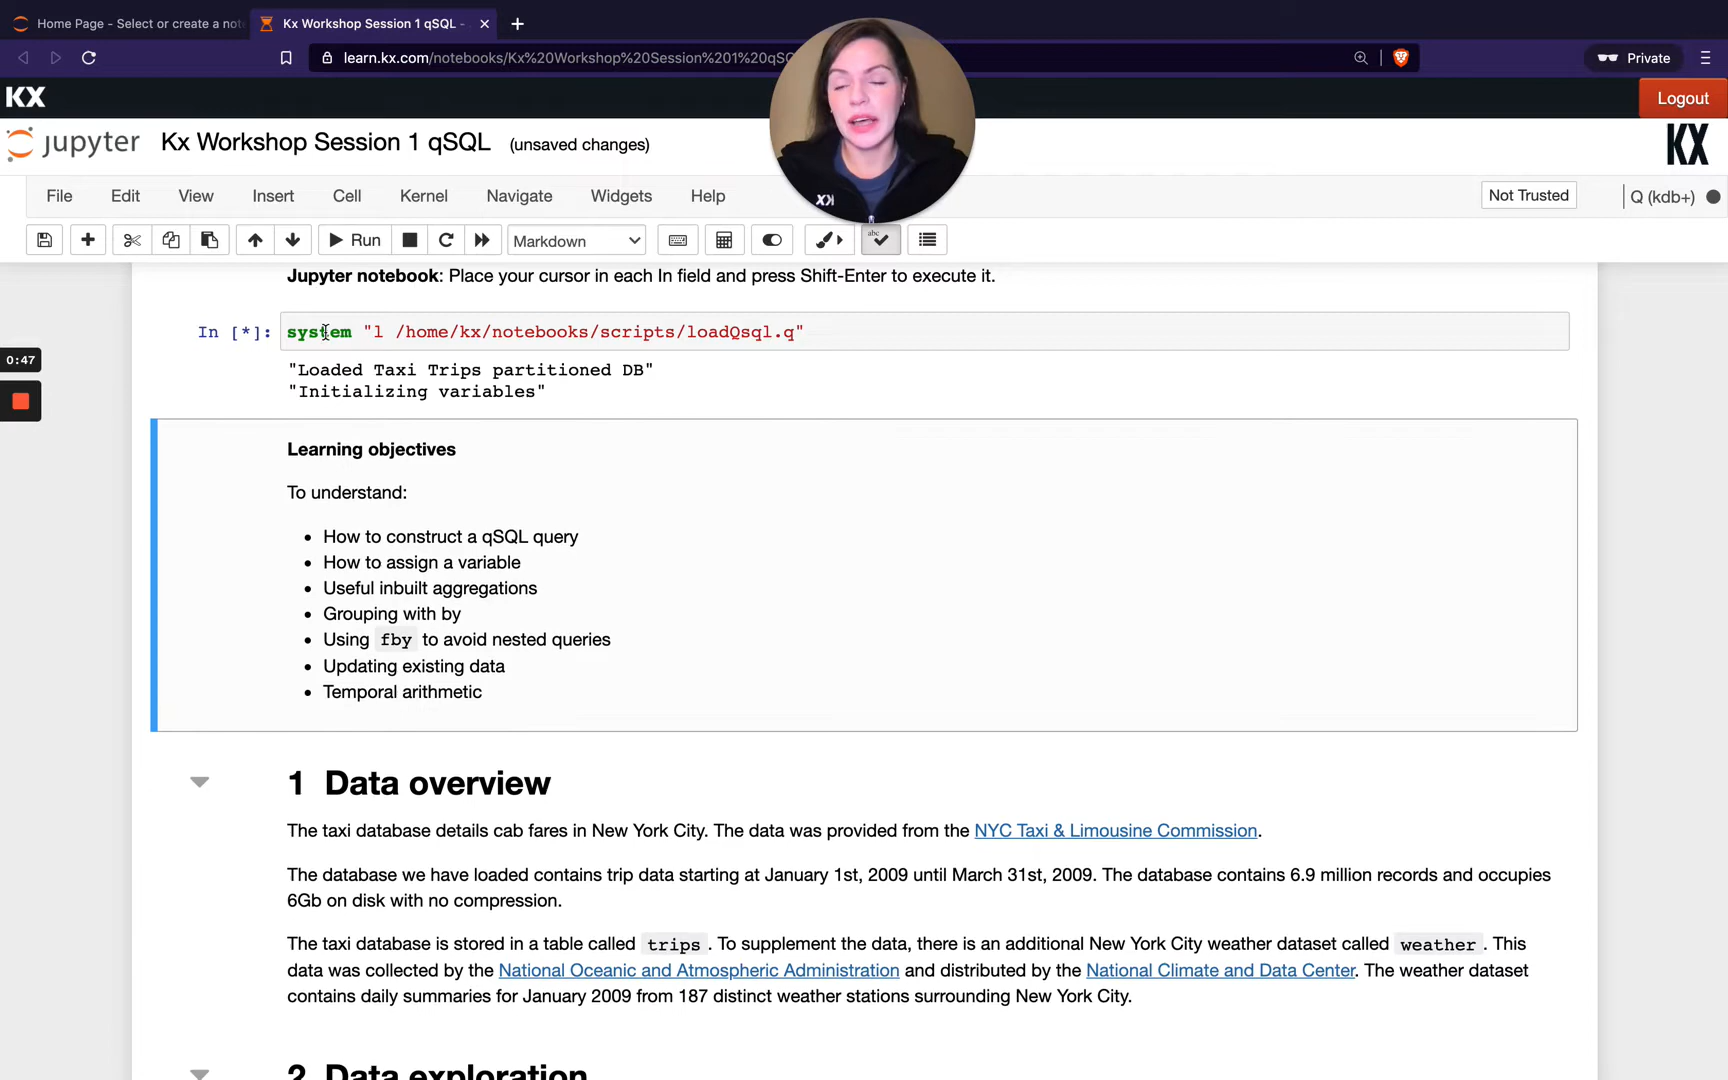 Home Page - Select or create a not
Kx Workshop Session 1 qSQL -
learn.kx.com/notebooks/Kx%20Workshop%20Session%201%20qSQ
Private
KX
Logout
jupyter Kx Workshop Session 1 qSQL (unsaved changes)
KX
KX
File Edit View Insert Cell Kernel Navigate Widgets Help
Not Trusted
Q (kdb+)
Run
Markdown
abc
Jupyter notebook: Place your cursor in each In field and press Shift-Enter to execute it.
In [*]: system "l /home/kx/notebooks/scripts/loadQsql.q"
0:47
"Loaded Taxi Trips partitioned DB"
"Initializing variables"
Learning objectives
To understand:
• How to construct a qSQL query
• How to assign a variable
• Useful inbuilt aggregations
• Grouping with by
• Using fby to avoid nested queries
• Updating existing data
• Temporal arithmetic
1 Data overview
The taxi database details cab fares in New York City. The data was provided from the NYC Taxi & Limousine Commission.
The database we have loaded contains trip data starting at January 1st, 2009 until March 31st, 2009. The database contains 6.9 million records and occupies
6Gb on disk with no compression.
The taxi database is stored in a table called trips. To supplement the data, there is an additional New York City weather dataset called weather. This
data was collected by the National Oceanic and Atmospheric Administration and distributed by the National Climate and Data Center. The weather dataset
contains daily summaries for January 2009 from 187 distinct weather stations surrounding New York City.
2 Data exploration